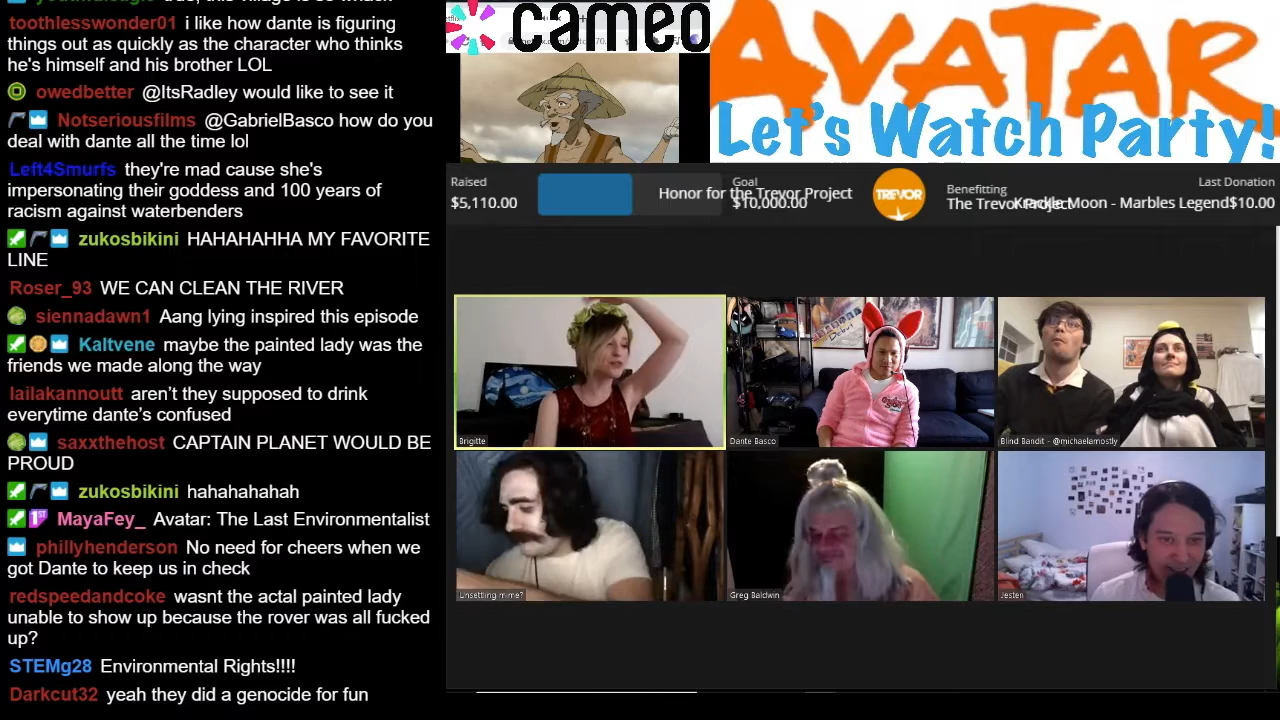 toothlesswonder01 i like how dante is figuring
things out as quickly as the character who thinks
he's himself and his brother LOL
owedbetter @ItsRadley would like to see it
Notseriousfilms @GabrielBasco how do you
deal with dante all the time lol
Left4Smurfs they're mad cause she's
impersonating their goddess and 100 years of
racism against waterbenders
zukosbikini HAHAHAHHA MY FAVORITE
LINE
Roser_93 WE CAN CLEAN THE RIVER
siennadawn1 Aang lying inspired this episode
Kaltvene maybe the painted lady was the
friends we made along the way
lailakannoutt aren't they supposed to drink
everytime dante's confused
saxxthehost CAPTAIN PLANET WOULD BE
PROUD
zukosbikini hahahahahah
MayaFey_ Avatar: The Last Environmentalist
phillyhenderson No need for cheers when we
got Dante to keep us in check
redspeedandcoke wasnt the actal painted lady
unable to show up because the rover was all fucked
up?
STEMg28 Environmental Rights!!!!
Darkcut32 yeah they did a genocide for fun
cameo
AVATAR
Let's Watch Party!
Raised
$5,110.00
Honor for the Trevor Project
Goal
$10,000.00
TREVOR
Benefitting
The Trevor Project
Last Donation
Krackle Moon - Marbles Legend $10.00
Brigitte
Dante Basco
Blind Bandit - @michaelamostly
Unsettling mime?
Greg Baldwin
Jesten